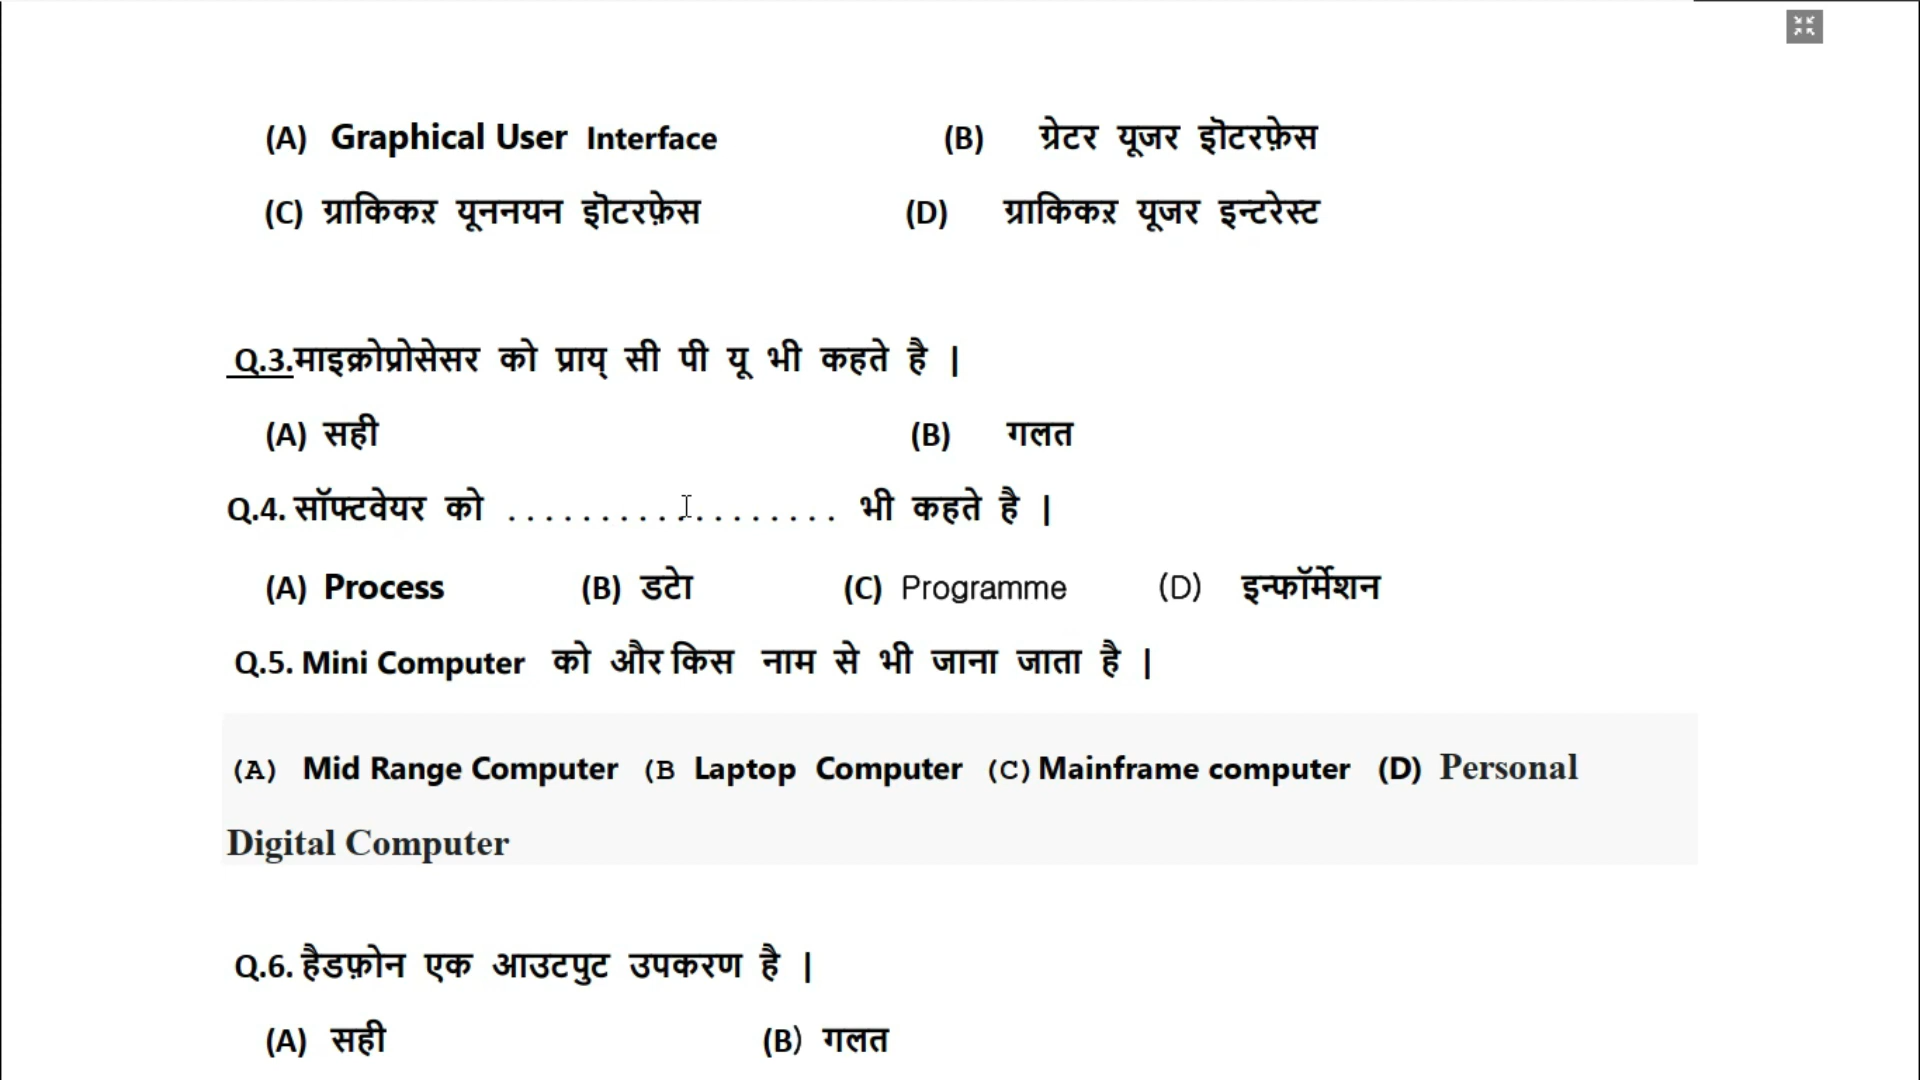 (A) Graphical User Interface (B) ग्रेटर यूजर इॊटरफ़ेस
(C) ग्राकिकऱ यूननयन इॊटरफ़ेस (D) ग्राकिकऱ यूजर इन्टरेस्ट
Q.3.माइक्रोप्रोसेसर को प्राय् सी पी यू भी कहते है |
(A) सही (B) गलत
Q.4. सॉफ्टवेयर को .................. भी कहते है |
(A) Process (B) डटेा (C) Programme (D) इन्फॉर्मेशन
Q.5. Mini Computer को और किस नाम से भी जाना जाता है |
(A) Mid Range Computer (B Laptop Computer (C) Mainframe computer (D) Personal
Digital Computer
Q.6. हैडफ़ोन एक आउटपुट उपकरण है |
(A) सही (B) गलत